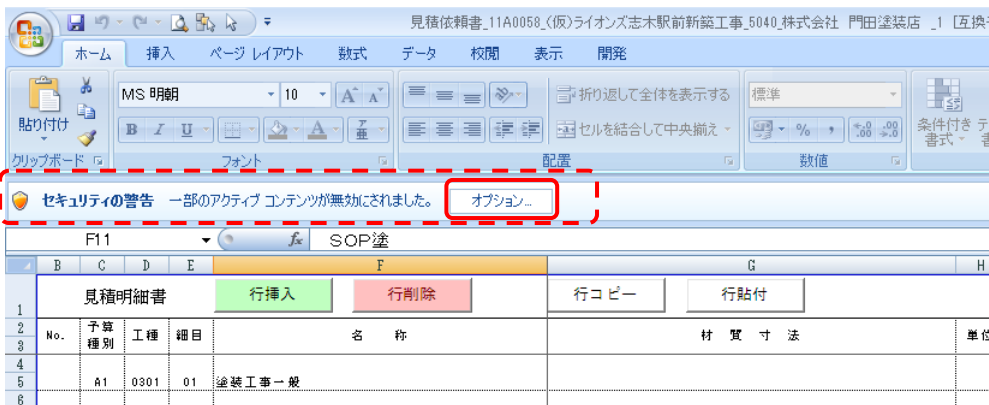 見積依頼書_11A0058_(仮)ライオンズ志木駅前新築工事_5040_株式会社 門田塗装店 _1 [互換
ホーム 挿入 ページ レイアウト 数式 データ 校閲 表示 開発
MS 明朝 10 A A 折り返して全体を表示する 標準
貼り付け B I U A 亜 セルを結合して中央揃え % , 条件付き書式
クリップボード フォント 配置 数値
セキュリティの警告 一部のアクティブ コンテンツが無効にされました。 オプション...
F11 fx SOP塗
B C D E F G H
1 見積明細書 行挿入 行削除 行コピー 行貼付
2 No. 予算種別 工種 細目 名 称 材 質 寸 法 単位
3
4
5 A1 0301 01 塗装工事一般
6